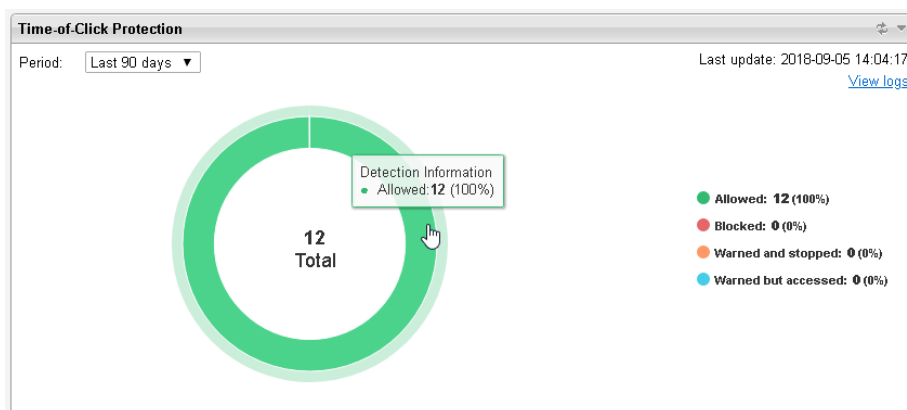 Time-of-Click Protection
Period: Last 90 days ▼
Last update: 2018-09-05 14:04:17
View logs
Detection Information
• Allowed:12 (100%)
12
Total
Allowed: 12 (100%)
Blocked: 0 (0%)
Warned and stopped: 0 (0%)
Warned but accessed: 0 (0%)